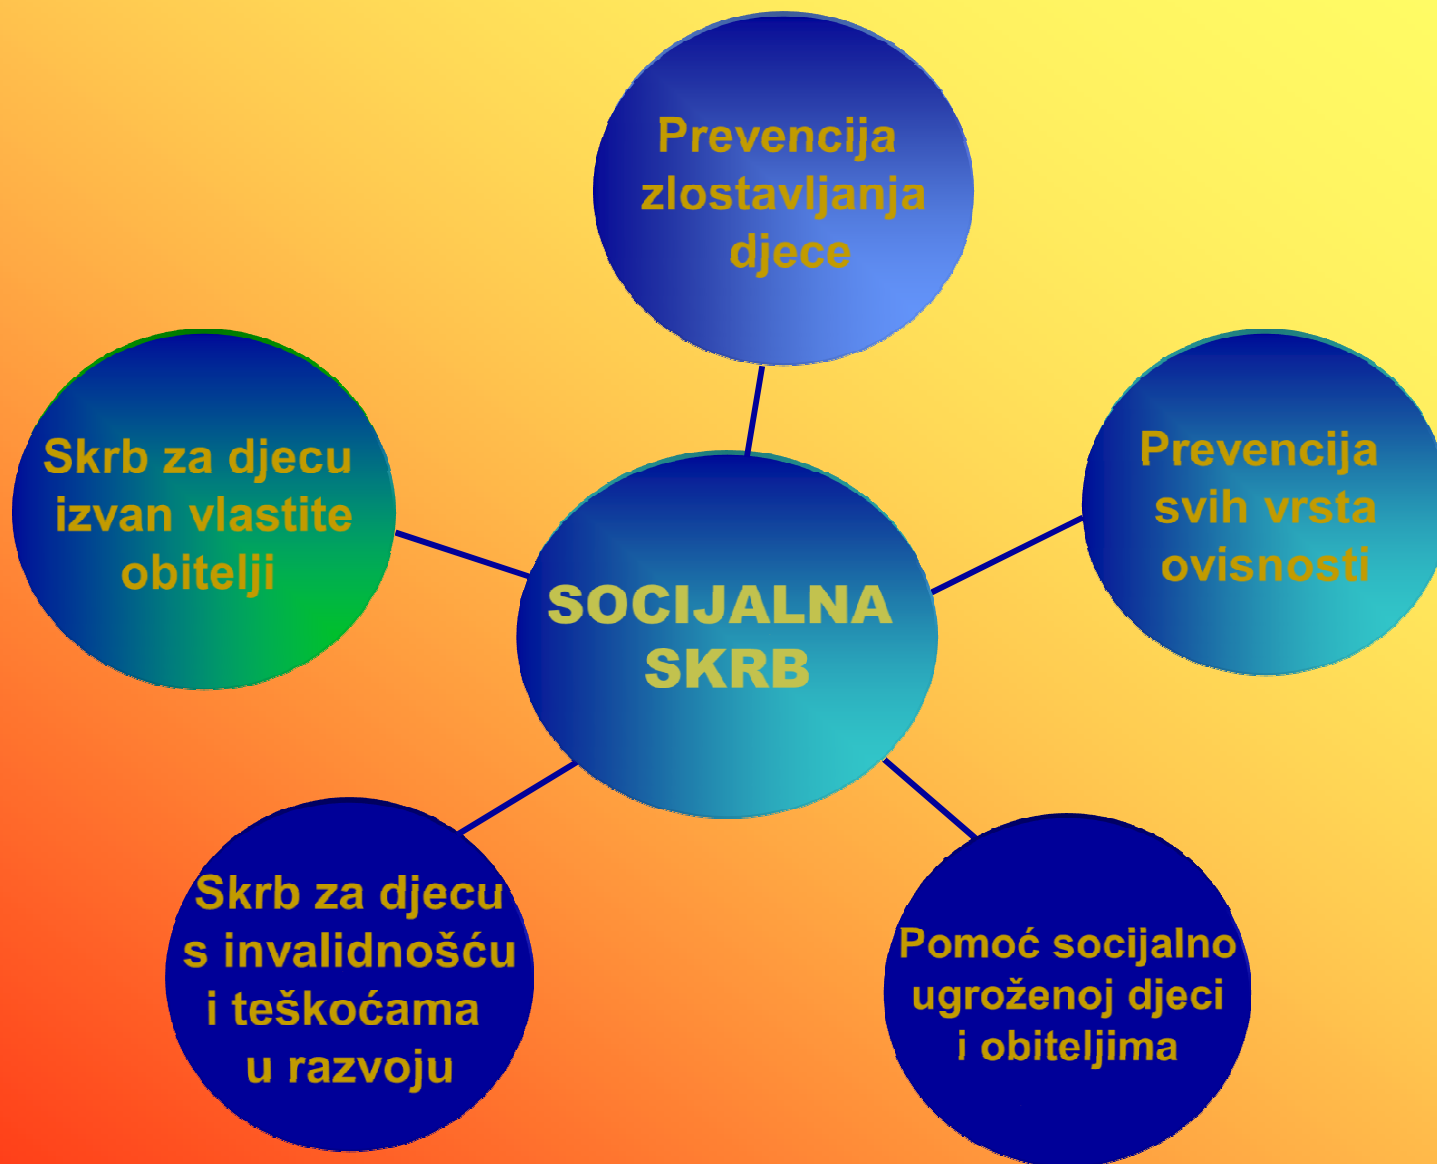 Prevencija
zlostavljanja
djece
Skrb za djecu
izvan vlastite
obitelji
Prevencija
svih vrsta
ovisnosti
SOCIJALNA
SKRB
Skrb za djecu
s invalidnošću
i teškoćama
u razvoju
Pomoć socijalno
ugroženoj djeci
i obiteljima